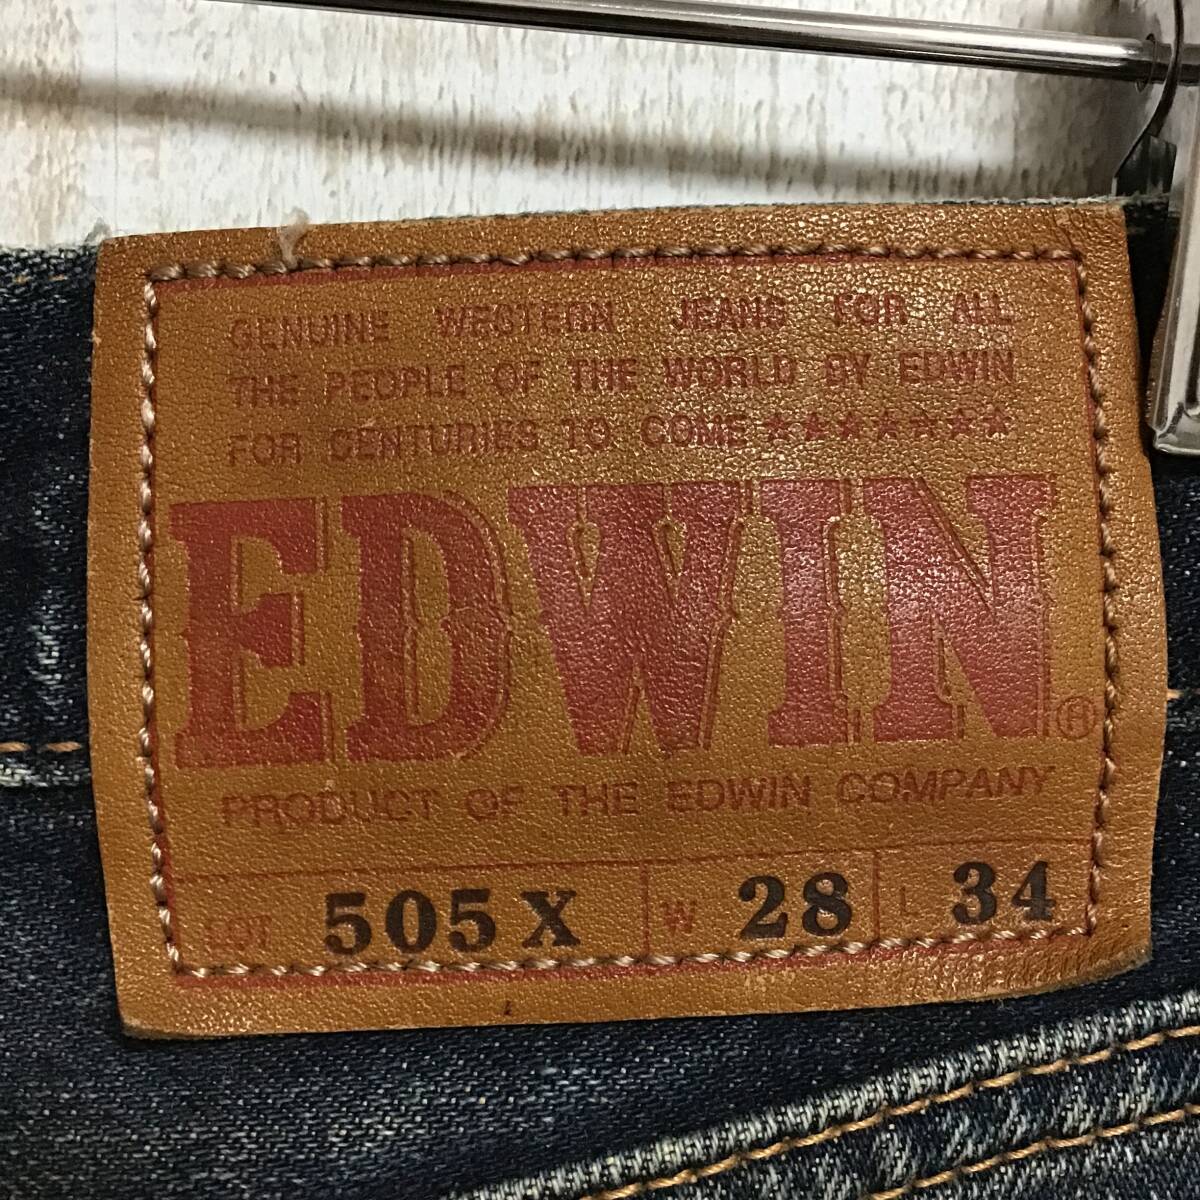 GENUINE WESTERN JEANS FOR ALL
THE PEOPLE OF THE WORLD BY EDWIN
FOR CENTURIES TO COME ★★★★★★★
EDWIN®
PRODUCT OF THE EDWIN COMPANY
LOT 505X W 28 L 34